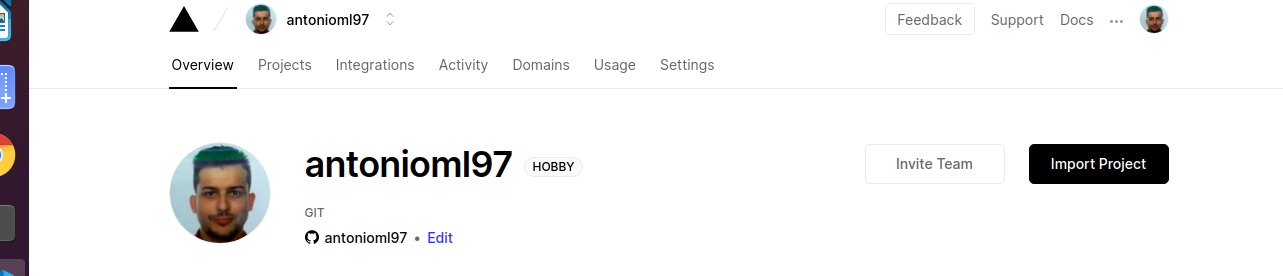 antonioml97 Feedback Support Docs
Overview Projects Integrations Activity Domains Usage Settings
antonioml97 HOBBY Invite Team Import Project
GIT
antonioml97 • Edit